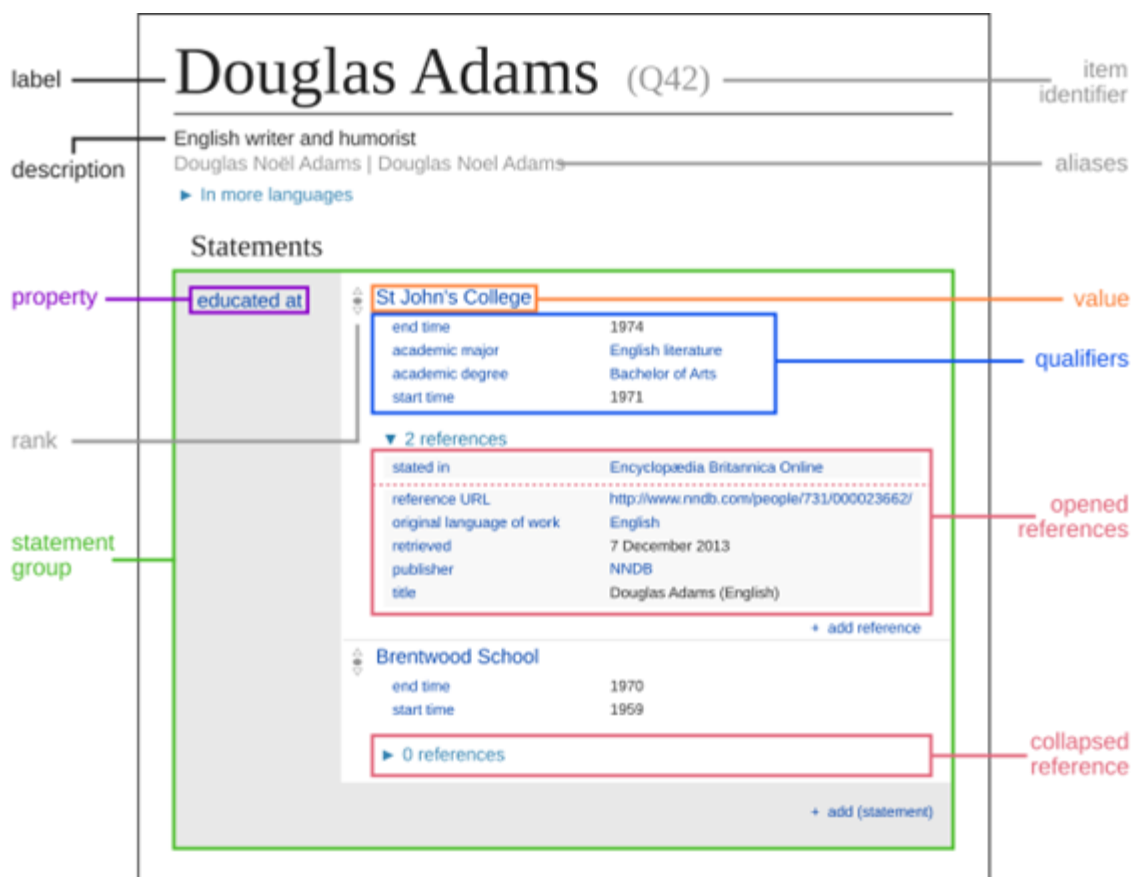 label
Douglas Adams (Q42)
item
identifier
description
English writer and humorist
Douglas Noël Adams | Douglas Noel Adams
aliases
► In more languages
Statements
property
educated at
St John's College
value
end time 1974
academic major English literature
academic degree Bachelor of Arts
start time 1971
qualifiers
rank
▼ 2 references
stated in Encyclopædia Britannica Online
reference URL http://www.nndb.com/people/731/000023662/
original language of work English
retrieved 7 December 2013
publisher NNDB
title Douglas Adams (English)
opened
references
statement
group
+ add reference
Brentwood School
end time 1970
start time 1959
► 0 references
collapsed
reference
+ add (statement)